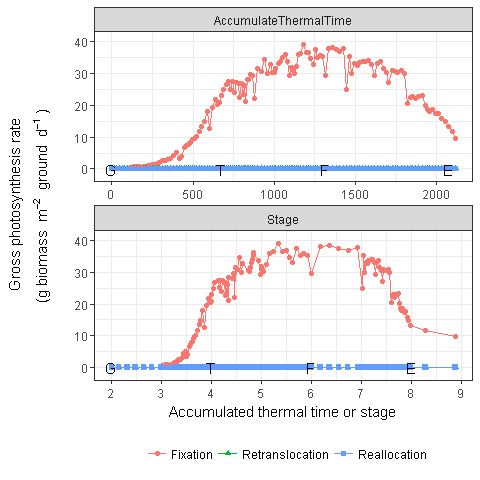 AccumulateThermalTime
40
30
20
10
0
G T F E
0 500 1000 1500 2000
Stage
40
30
20
10
0
G T F E
2 3 4 5 6 7 8 9
Gross photosynthesis rate
(g biomass m⁻² ground d⁻¹ )
Accumulated thermal time or stage
Fixation Retranslocation Reallocation